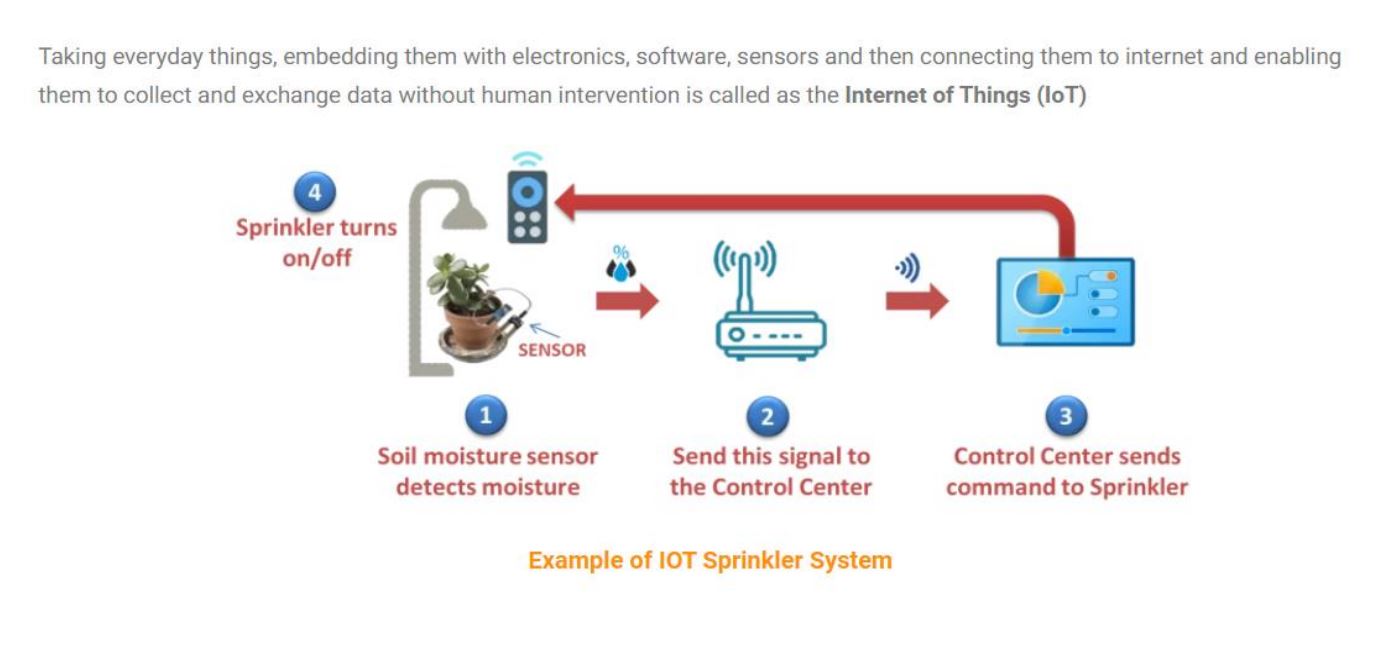 Taking everyday things, embedding them with electronics, software, sensors and then connecting them to internet and enabling
them to collect and exchange data without human intervention is called as the Internet of Things (IoT)
4
Sprinkler turns
on/off
%
SENSOR
1
Soil moisture sensor
detects moisture
2
Send this signal to
the Control Center
3
Control Center sends
command to Sprinkler
Example of IOT Sprinkler System